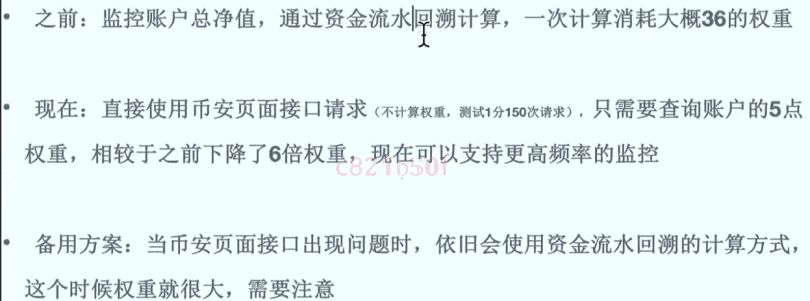 • 之前：监控账户总净值，通过资金流水回溯计算，一次计算消耗大概36的权重
• 现在：直接使用币安页面接口请求（不计算权重，测试1分150次请求），只需要查询账户的5点
权重，相较于之前下降了6倍权重，现在可以支持更高频率的监控
c821650f
• 备用方案：当币安页面接口出现问题时，依旧会使用资金流水回溯的计算方式，
这个时候权重就很大，需要注意